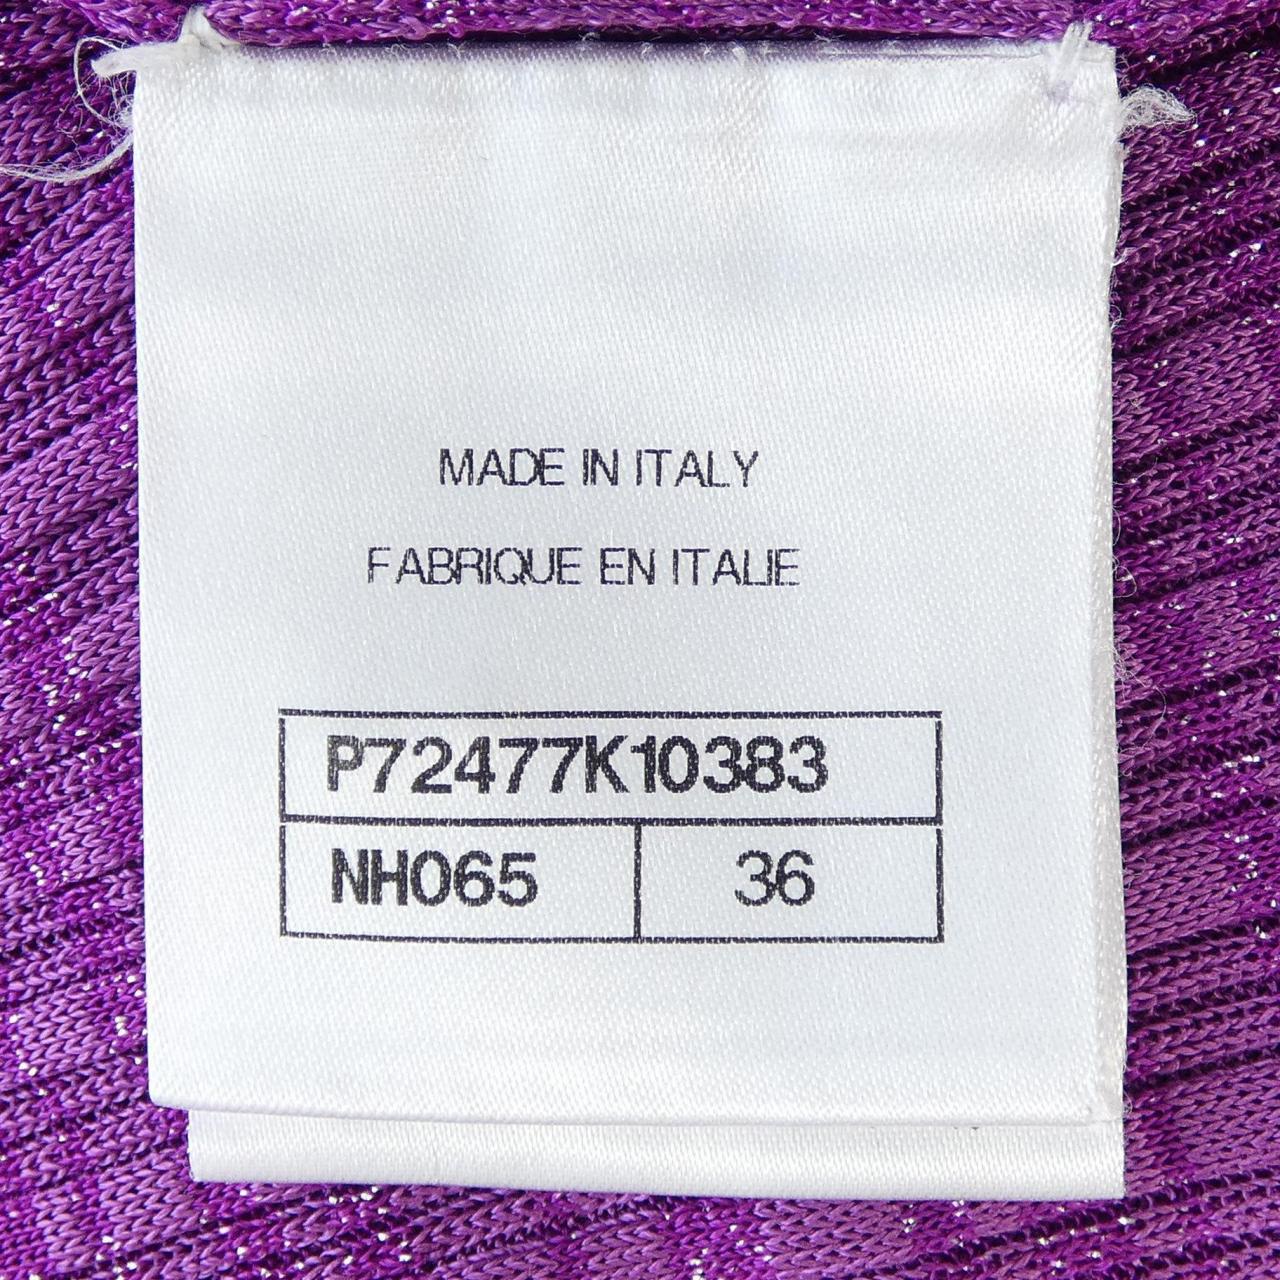 MADE IN ITALY
FABRIQUE EN ITALIE
P72477K10383
NH065 36